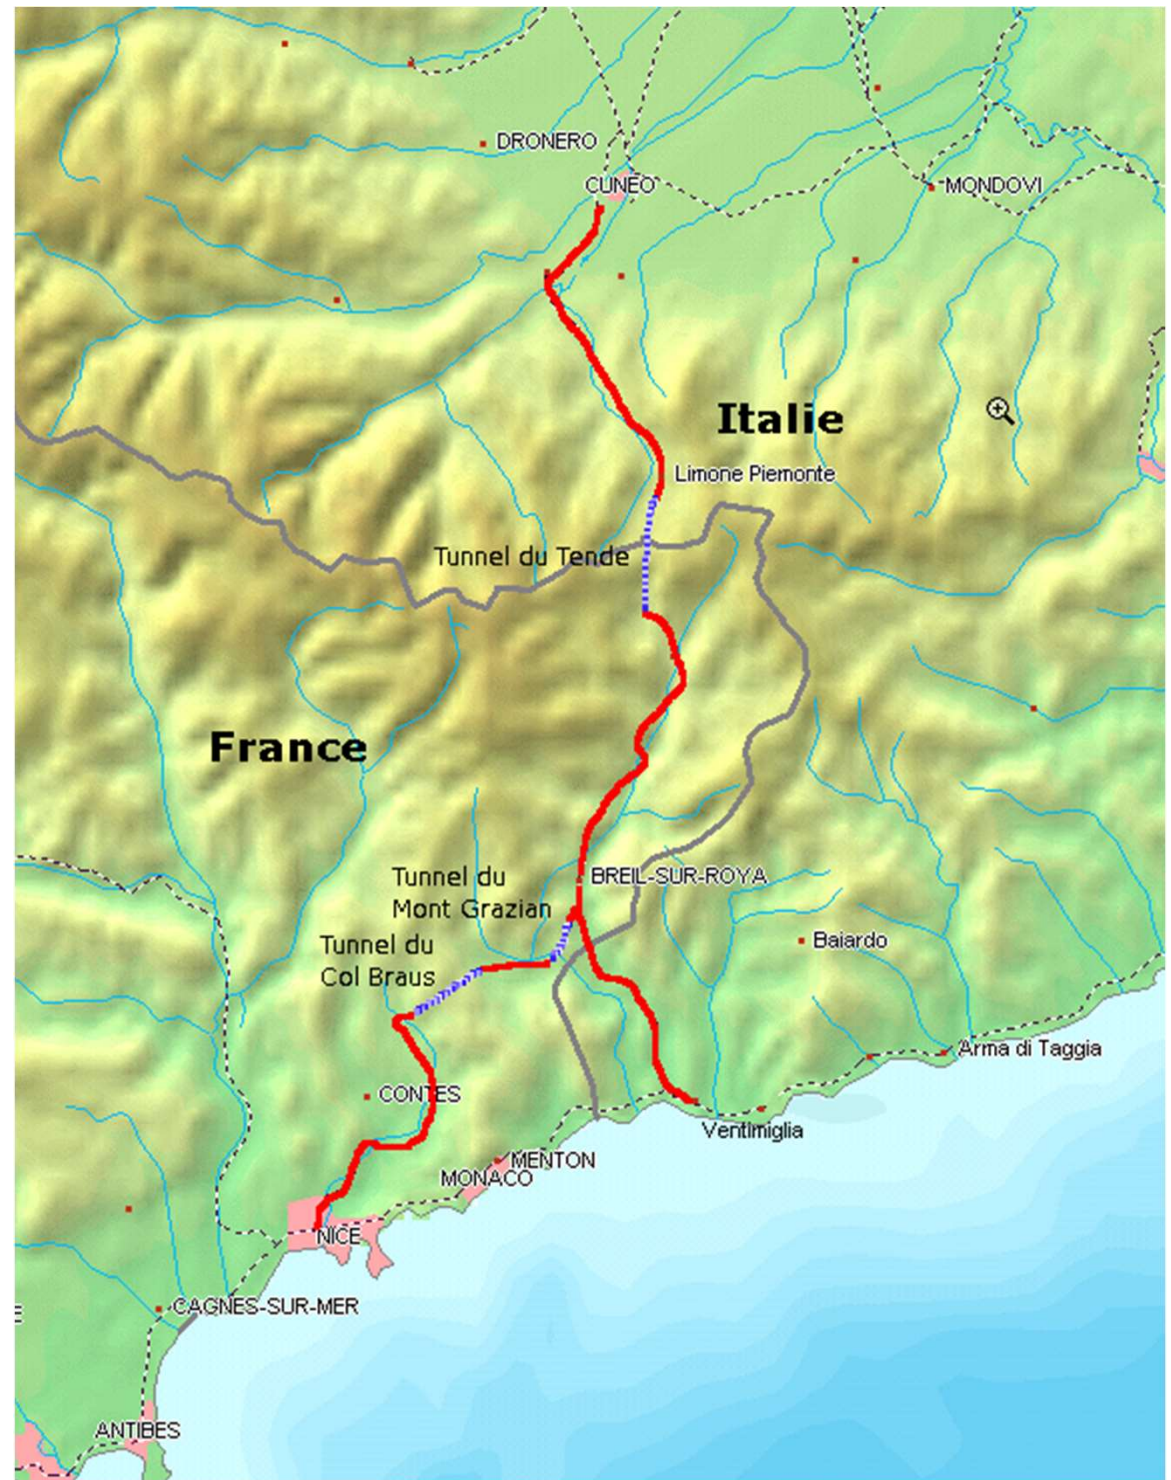 DRONERO
CUNEO
MONDOVI
Italie
Limone Piemonte
Tunnel du Tende
France
Tunnel du
Mont Grazian
BREIL-SUR-ROYA
Tunnel du
Col Braus
Baiardo
Arma di Taggia
CONTES
Ventimiglia
MENTON
MONACO
NICE
CAGNES-SUR-MER
E
ANTIBES